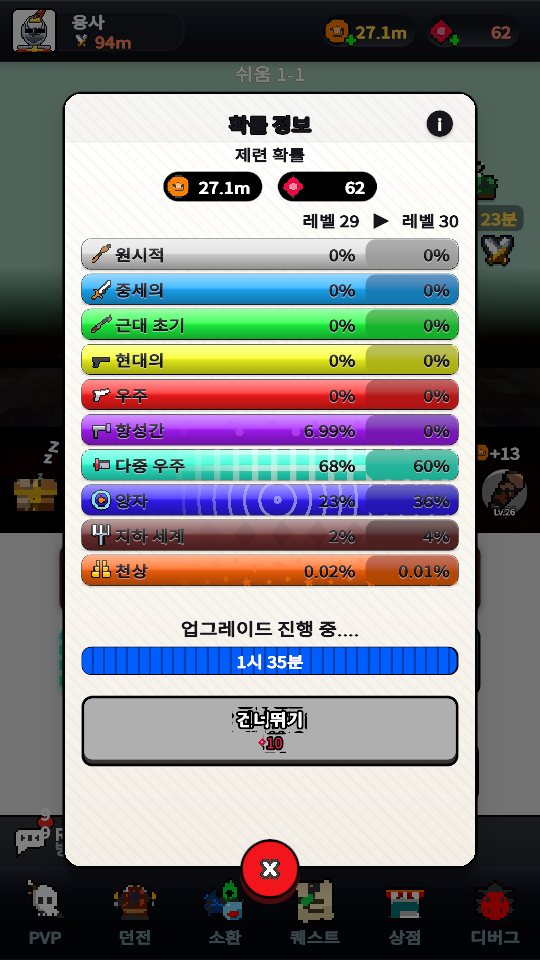 용사
94m
27.1m
62
쉬움 1-1
확률 정보
i
제련 확률
27.1m
62
레벨 29 ▶ 레벨 30
23분
원시적 0% 0%
중세의 0% 0%
근대 초기 0% 0%
현대의 0% 0%
우주 0% 0%
항성간 6.99% 0%
다중 우주 68% 60%
양자 23% 36%
지하 세계 2% 4%
천상 0.02% 0.01%
z
z
+13
Lv.26
업그레이드 진행 중....
1시 35분
건너뛰기
10
9
9
X
PVP
던전
소환
퀘스트
상점
디버그